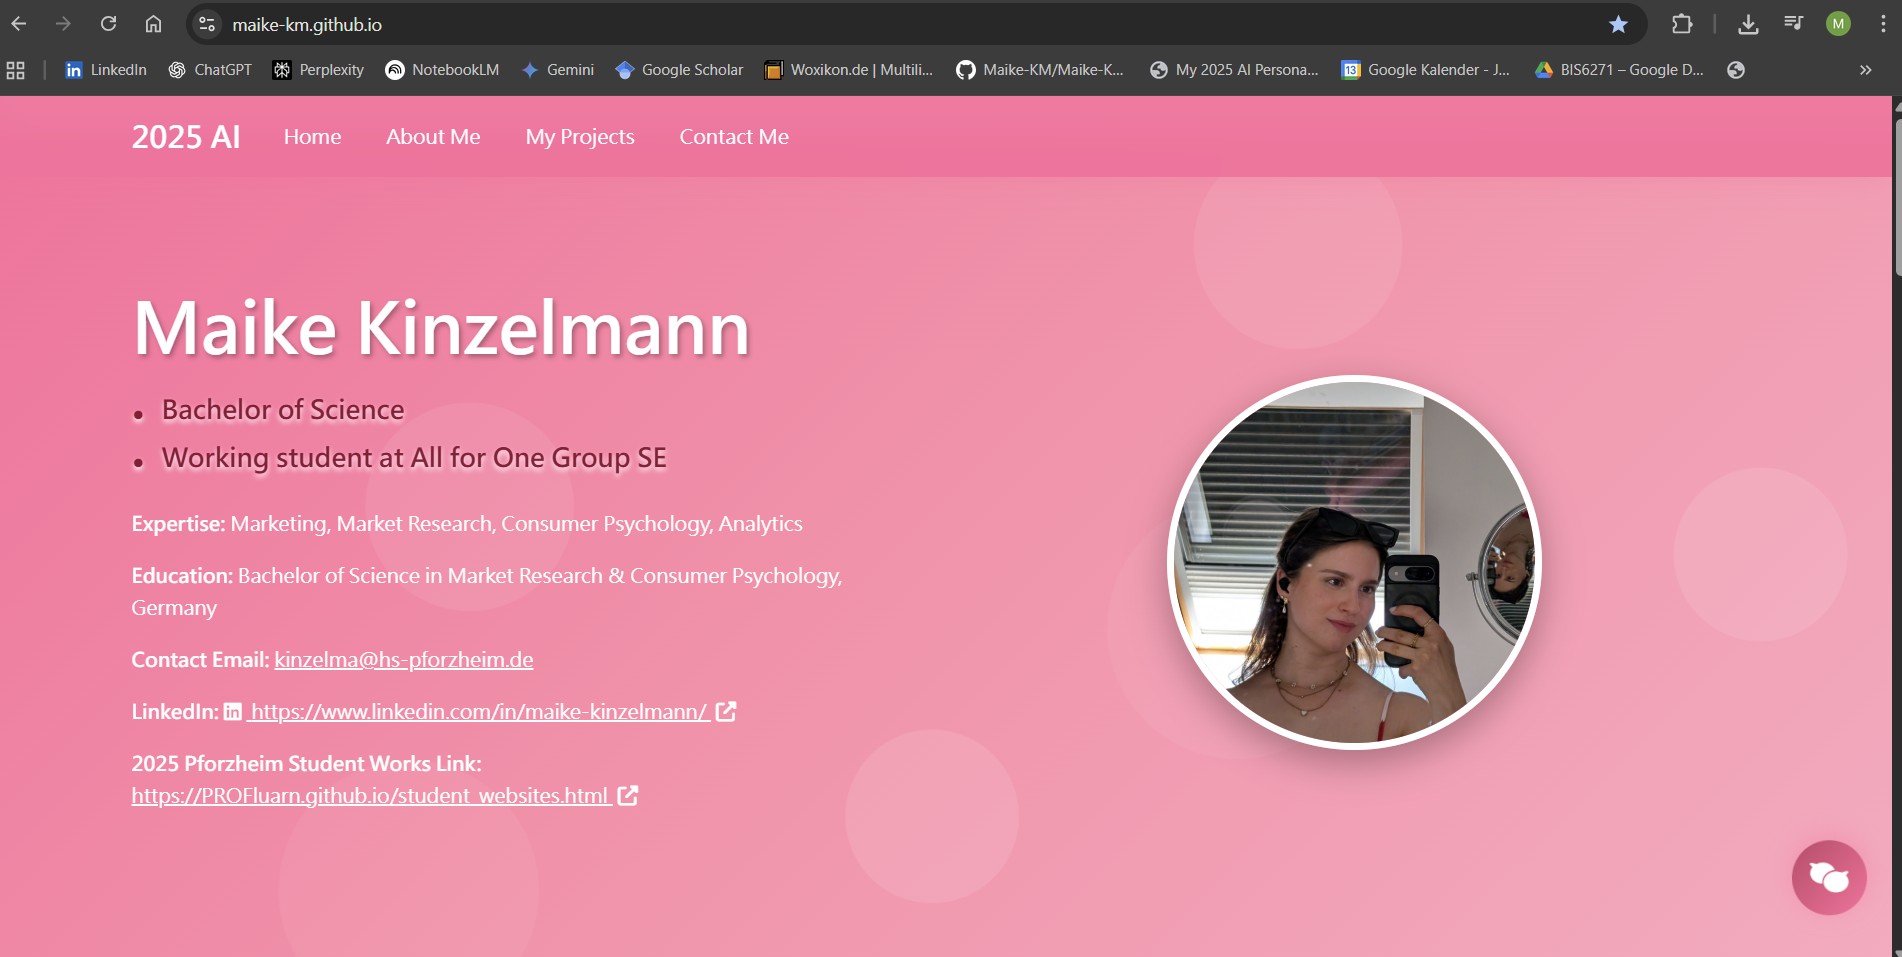 maike-km.github.io
M
LinkedIn ChatGPT Perplexity NotebookLM Gemini Google Scholar Woxikon.de | Multili... Maike-KM/Maike-K... My 2025 AI Persona... 13 Google Kalender - J... BIS6271 – Google D... »
2025 AI Home About Me My Projects Contact Me
Maike Kinzelmann
• Bachelor of Science
• Working student at All for One Group SE
Expertise: Marketing, Market Research, Consumer Psychology, Analytics
Education: Bachelor of Science in Market Research & Consumer Psychology,
Germany
Contact Email: kinzelma@hs-pforzheim.de
LinkedIn: in https://www.linkedin.com/in/maike-kinzelmann/
2025 Pforzheim Student Works Link:
https://PROFluarn.github.io/student_websites.html